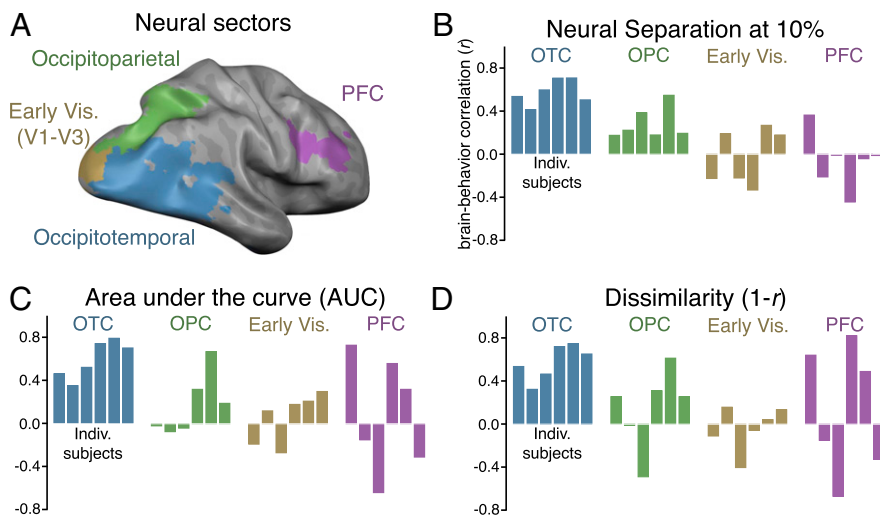 A
Neural sectors
Occipitoparietal
PFC
Early Vis.
(V1-V3)
Occipitotemporal
B
Neural Separation at 10%
OTC
OPC
Early Vis.
PFC
brain-behavior correlation (r)
0.8
0.4
0.0
-0.4
-0.8
Indiv.
subjects
C
Area under the curve (AUC)
OTC
OPC
Early Vis.
PFC
0.8
0.4
0.0
-0.4
-0.8
Indiv.
subjects
D
Dissimilarity (1-r)
OTC
OPC
Early Vis.
PFC
0.8
0.4
0.0
-0.4
-0.8
Indiv.
subjects